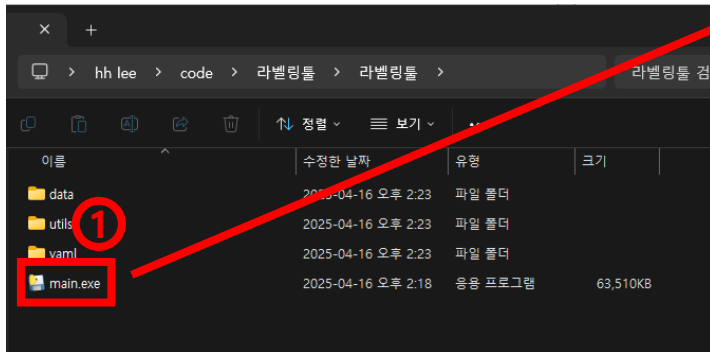 hh lee > code > 라벨링툴 > 라벨링툴 > 라벨링툴 검
정렬 보기
이름 수정한 날짜 유형 크기
data 2025-04-16 오후 2:23 파일 폴더
utils 2025-04-16 오후 2:23 파일 폴더
1
yaml 2025-04-16 오후 2:23 파일 폴더
main.exe 2025-04-16 오후 2:18 응용 프로그램 63,510KB